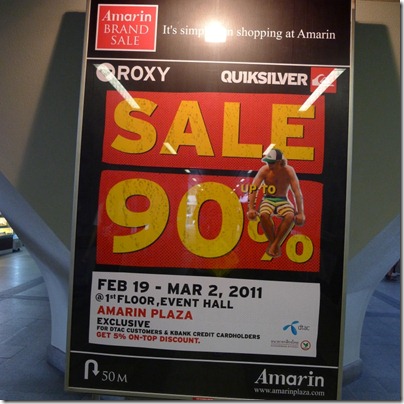 Amarin
BRAND
SALE
It's simply fun shopping at Amarin
ROXY
QUIKSILVER
SALE
UP TO
90%
FEB 19 - MAR 2, 2011
@ 1st FLOOR, EVENT HALL
AMARIN PLAZA
EXCLUSIVE
FOR DTAC CUSTOMERS & KBANK CREDIT CARDHOLDERS
GET 5% ON-TOP DISCOUNT.
dtac
50 M
Amarin
www.amarinplaza.com